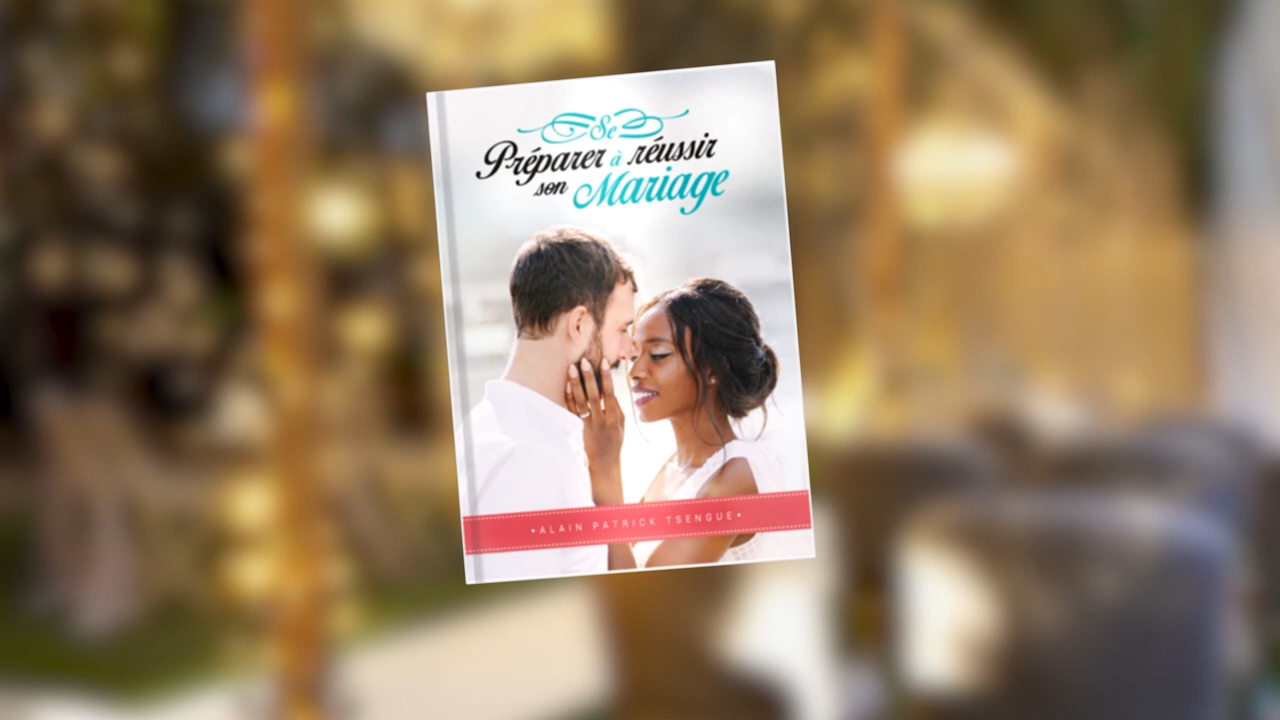 Se
Préparer à réussir
son Mariage
•ALAIN PATRICK TSENGUE•